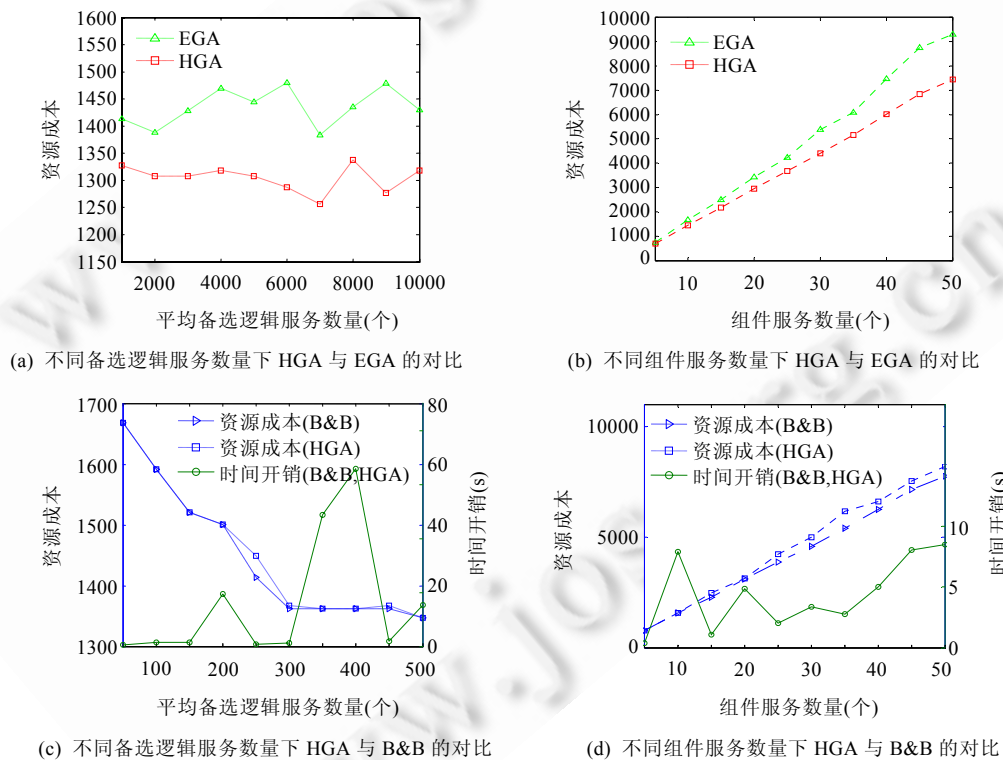 1600
1550
1500
1450
1400
1350
1300
1250
1200
1150
资源成本
EGA
HGA
2000 4000 6000 8000 10000
平均备选逻辑服务数量(个)
(a) 不同备选逻辑服务数量下 HGA 与 EGA 的对比
10000
9000
8000
7000
6000
5000
4000
3000
2000
1000
0
资源成本
EGA
HGA
10 20 30 40 50
组件服务数量(个)
(b) 不同组件服务数量下 HGA 与 EGA 的对比
1700
1600
1500
1400
1300
资源成本
资源成本(B&B)
资源成本(HGA)
时间开销(B&B,HGA)
80
60
40
20
0
时间开销(s)
100 200 300 400 500
平均备选逻辑服务数量(个)
(c) 不同备选逻辑服务数量下 HGA 与 B&B 的对比
10000
5000
0
资源成本
资源成本(B&B)
资源成本(HGA)
时间开销(B&B,HGA)
10
5
0
时间开销(s)
10 20 30 40 50
组件服务数量(个)
(d) 不同组件服务数量下 HGA 与 B&B 的对比